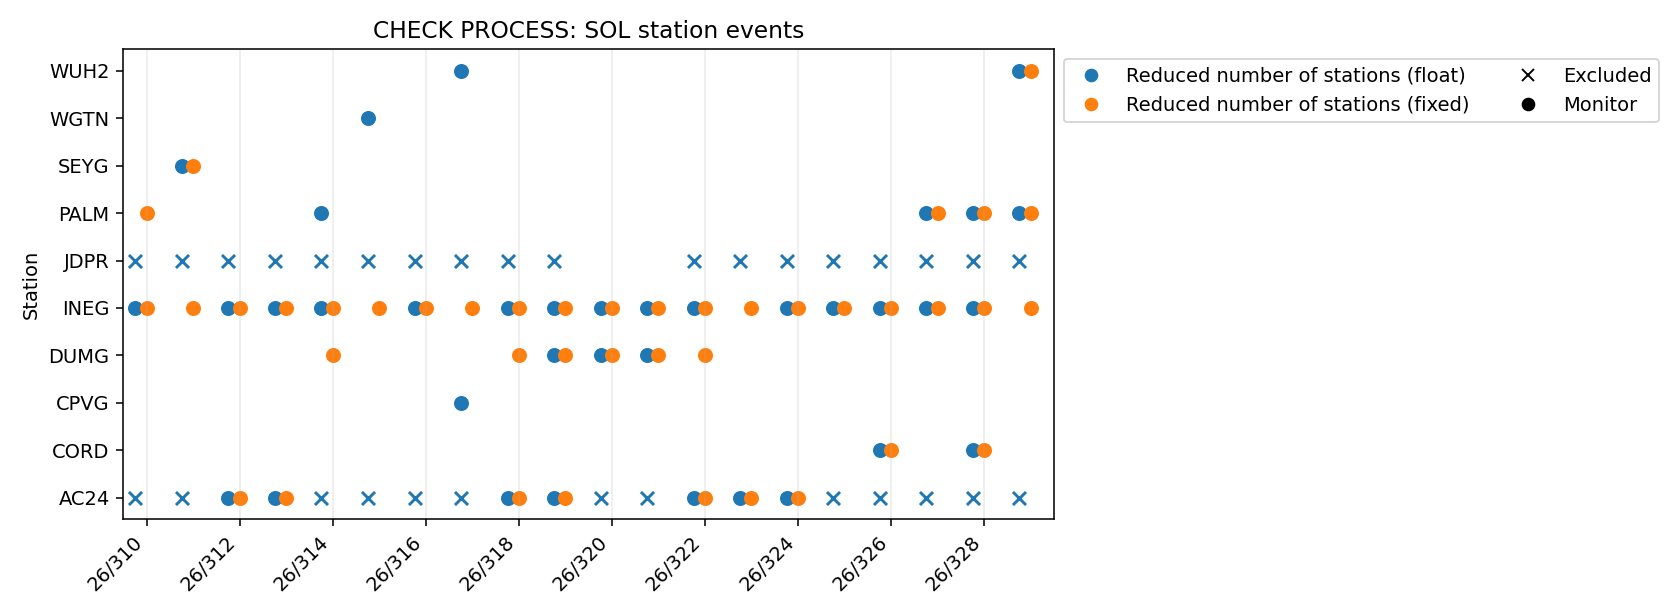 CHECK PROCESS: SOL station events
Reduced number of stations (float)
Reduced number of stations (fixed)
Excluded
Monitor
Station
WUH2
WGTN
SEYG
PALM
JDPR
INEG
DUMG
CPVG
CORD
AC24
26/310
26/312
26/314
26/316
26/318
26/320
26/322
26/324
26/326
26/328